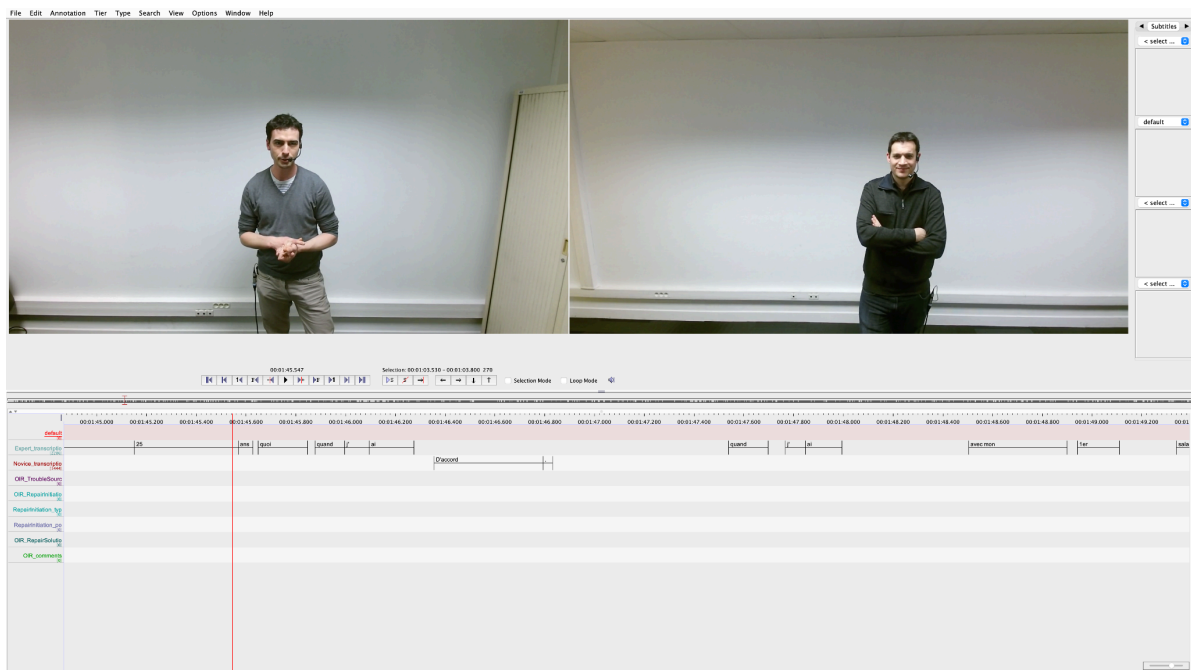 File Edit Annotation Tier Type Search View Options Window Help
Subtitles
< select ...
default
< select ...
< select ...
00:01:45.547
Selection: 00:01:03.530 - 00:01:03.800 270
Selection Mode Loop Mode
00:01:45.000 00:01:45.200 00:01:45.400 00:01:45.600 00:01:45.800 00:01:46.000 00:01:46.200 00:01:46.400 00:01:46.600 00:01:46.800 00:01:47.000 00:01:47.200 00:01:47.400 00:01:47.600 00:01:47.800 00:01:48.000 00:01:48.200 00:01:48.400 00:01:48.600 00:01:48.800 00:01:49.000 00:01:49.200 00:01
default
Expert_transcriptio 25 ans quoi quand j' ai quand j' ai avec mon 1er sala
Novice_transcriptio D'accord .
OIR_TroubleSourc
OIR_RepairInitiatio
RepairInitiation_typ
RepairInitiation_po
OIR_RepairSolutio
OIR_comments